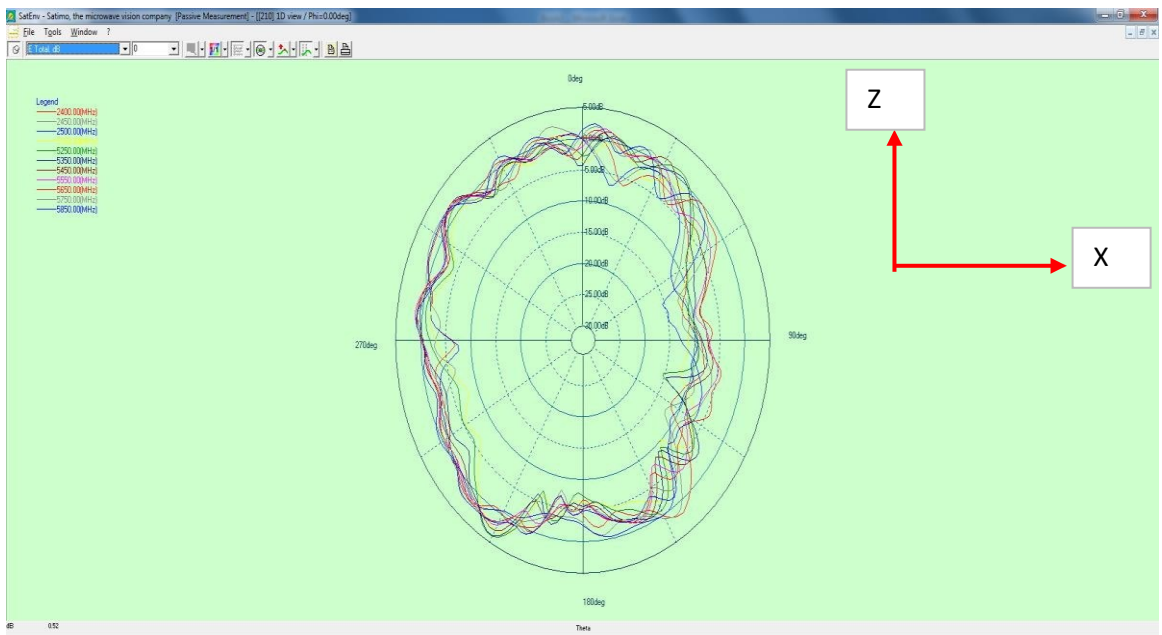 SatEnv - Satimo, the microwave vision company [Passive Measurement] - [[210] 1D view / Phi=0.00deg]
File Tools Window ?
E Total dB 0
0deg
Z
Legend
2400.00(MHz)
2450.00(MHz)
2500.00(MHz)
5250.00(MHz)
5350.00(MHz)
5450.00(MHz)
5550.00(MHz)
5650.00(MHz)
5750.00(MHz)
5850.00(MHz)
5.00dB
-5.00dB
-10.00dB
-15.00dB
-20.00dB
-25.00dB
-30.00dB
X
270deg
90deg
180deg
dB 0.52 Theta